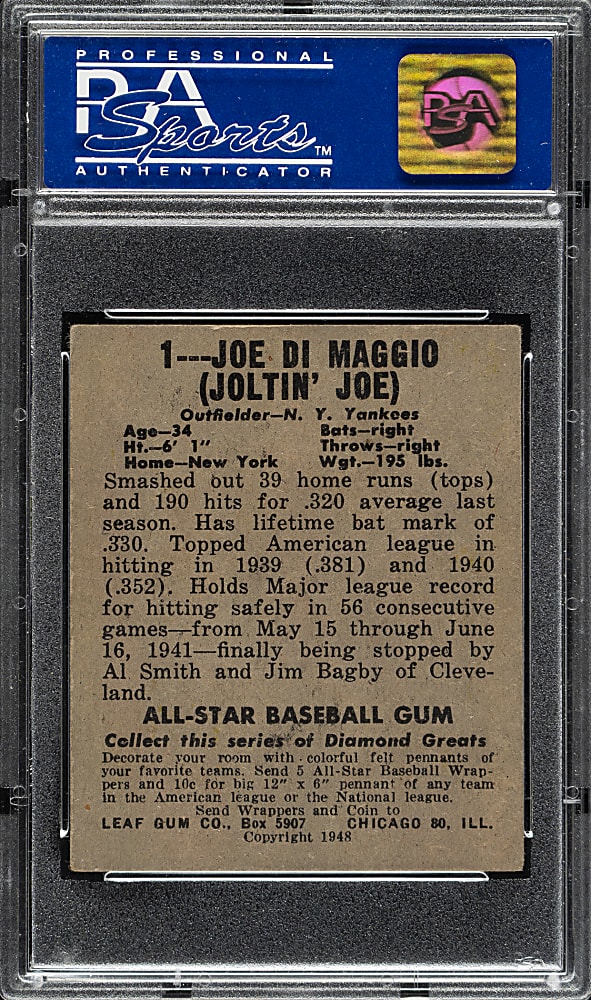 PROFESSIONAL
PSA
Sports™
AUTHENTICATOR
PSA
1---JOE DI MAGGIO
(JOLTIN' JOE)
Outfielder—N. Y. Yankees
Age—34 Bats—right
Ht.—6' 1" Throws—right
Home—New York Wgt.—195 lbs.
Smashed out 39 home runs (tops)
and 190 hits for .320 average last
season. Has lifetime bat mark of
.330. Topped American league in
hitting in 1939 (.381) and 1940
(.352). Holds Major league record
for hitting safely in 56 consecutive
games—from May 15 through June
16, 1941—finally being stopped by
Al Smith and Jim Bagby of Cleve-
land.
ALL-STAR BASEBALL GUM
Collect this series of Diamond Greats
Decorate your room with colorful felt pennants of
your favorite teams. Send 5 All-Star Baseball Wrap-
pers and 10c for big 12" x 6" pennant of any team
in the American league or the National league.
Send Wrappers and Coin to
LEAF GUM CO., Box 5907 CHICAGO 80, ILL.
Copyright 1948